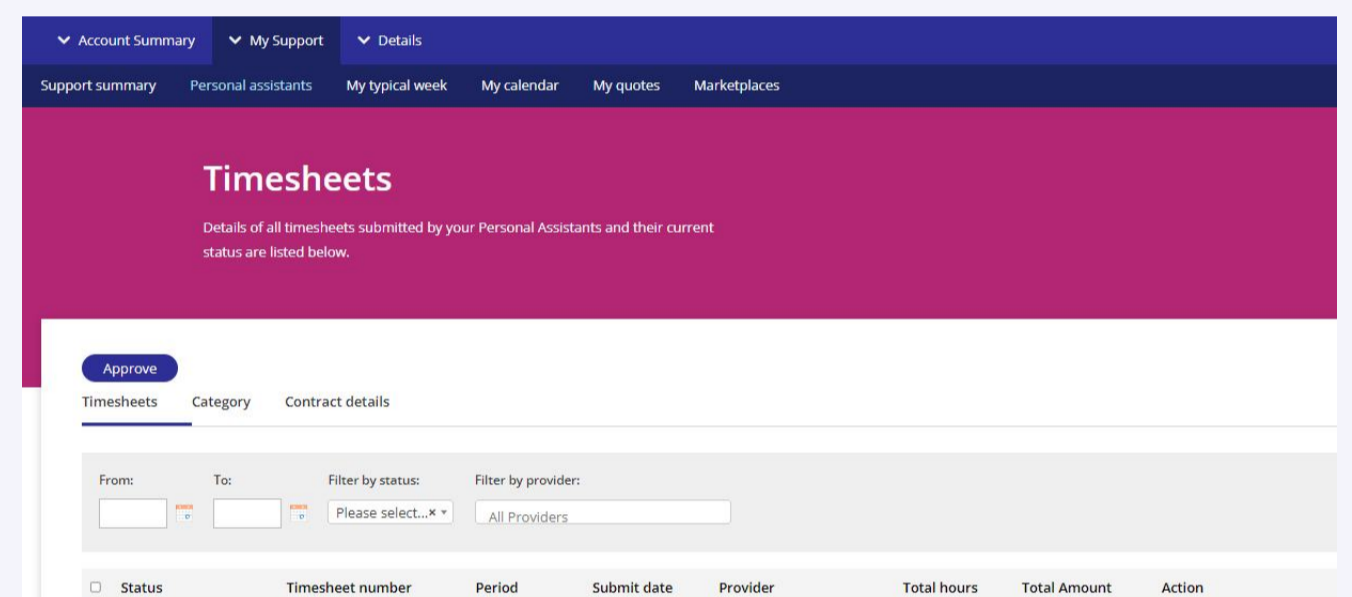 Account Summary My Support Details
Support summary Personal assistants My typical week My calendar My quotes Marketplaces
Timesheets
Details of all timesheets submitted by your Personal Assistants and their current
status are listed below.
Approve
Timesheets Category Contract details
From: To: Filter by status: Filter by provider:
Please select...× All Providers
Status Timesheet number Period Submit date Provider Total hours Total Amount Action